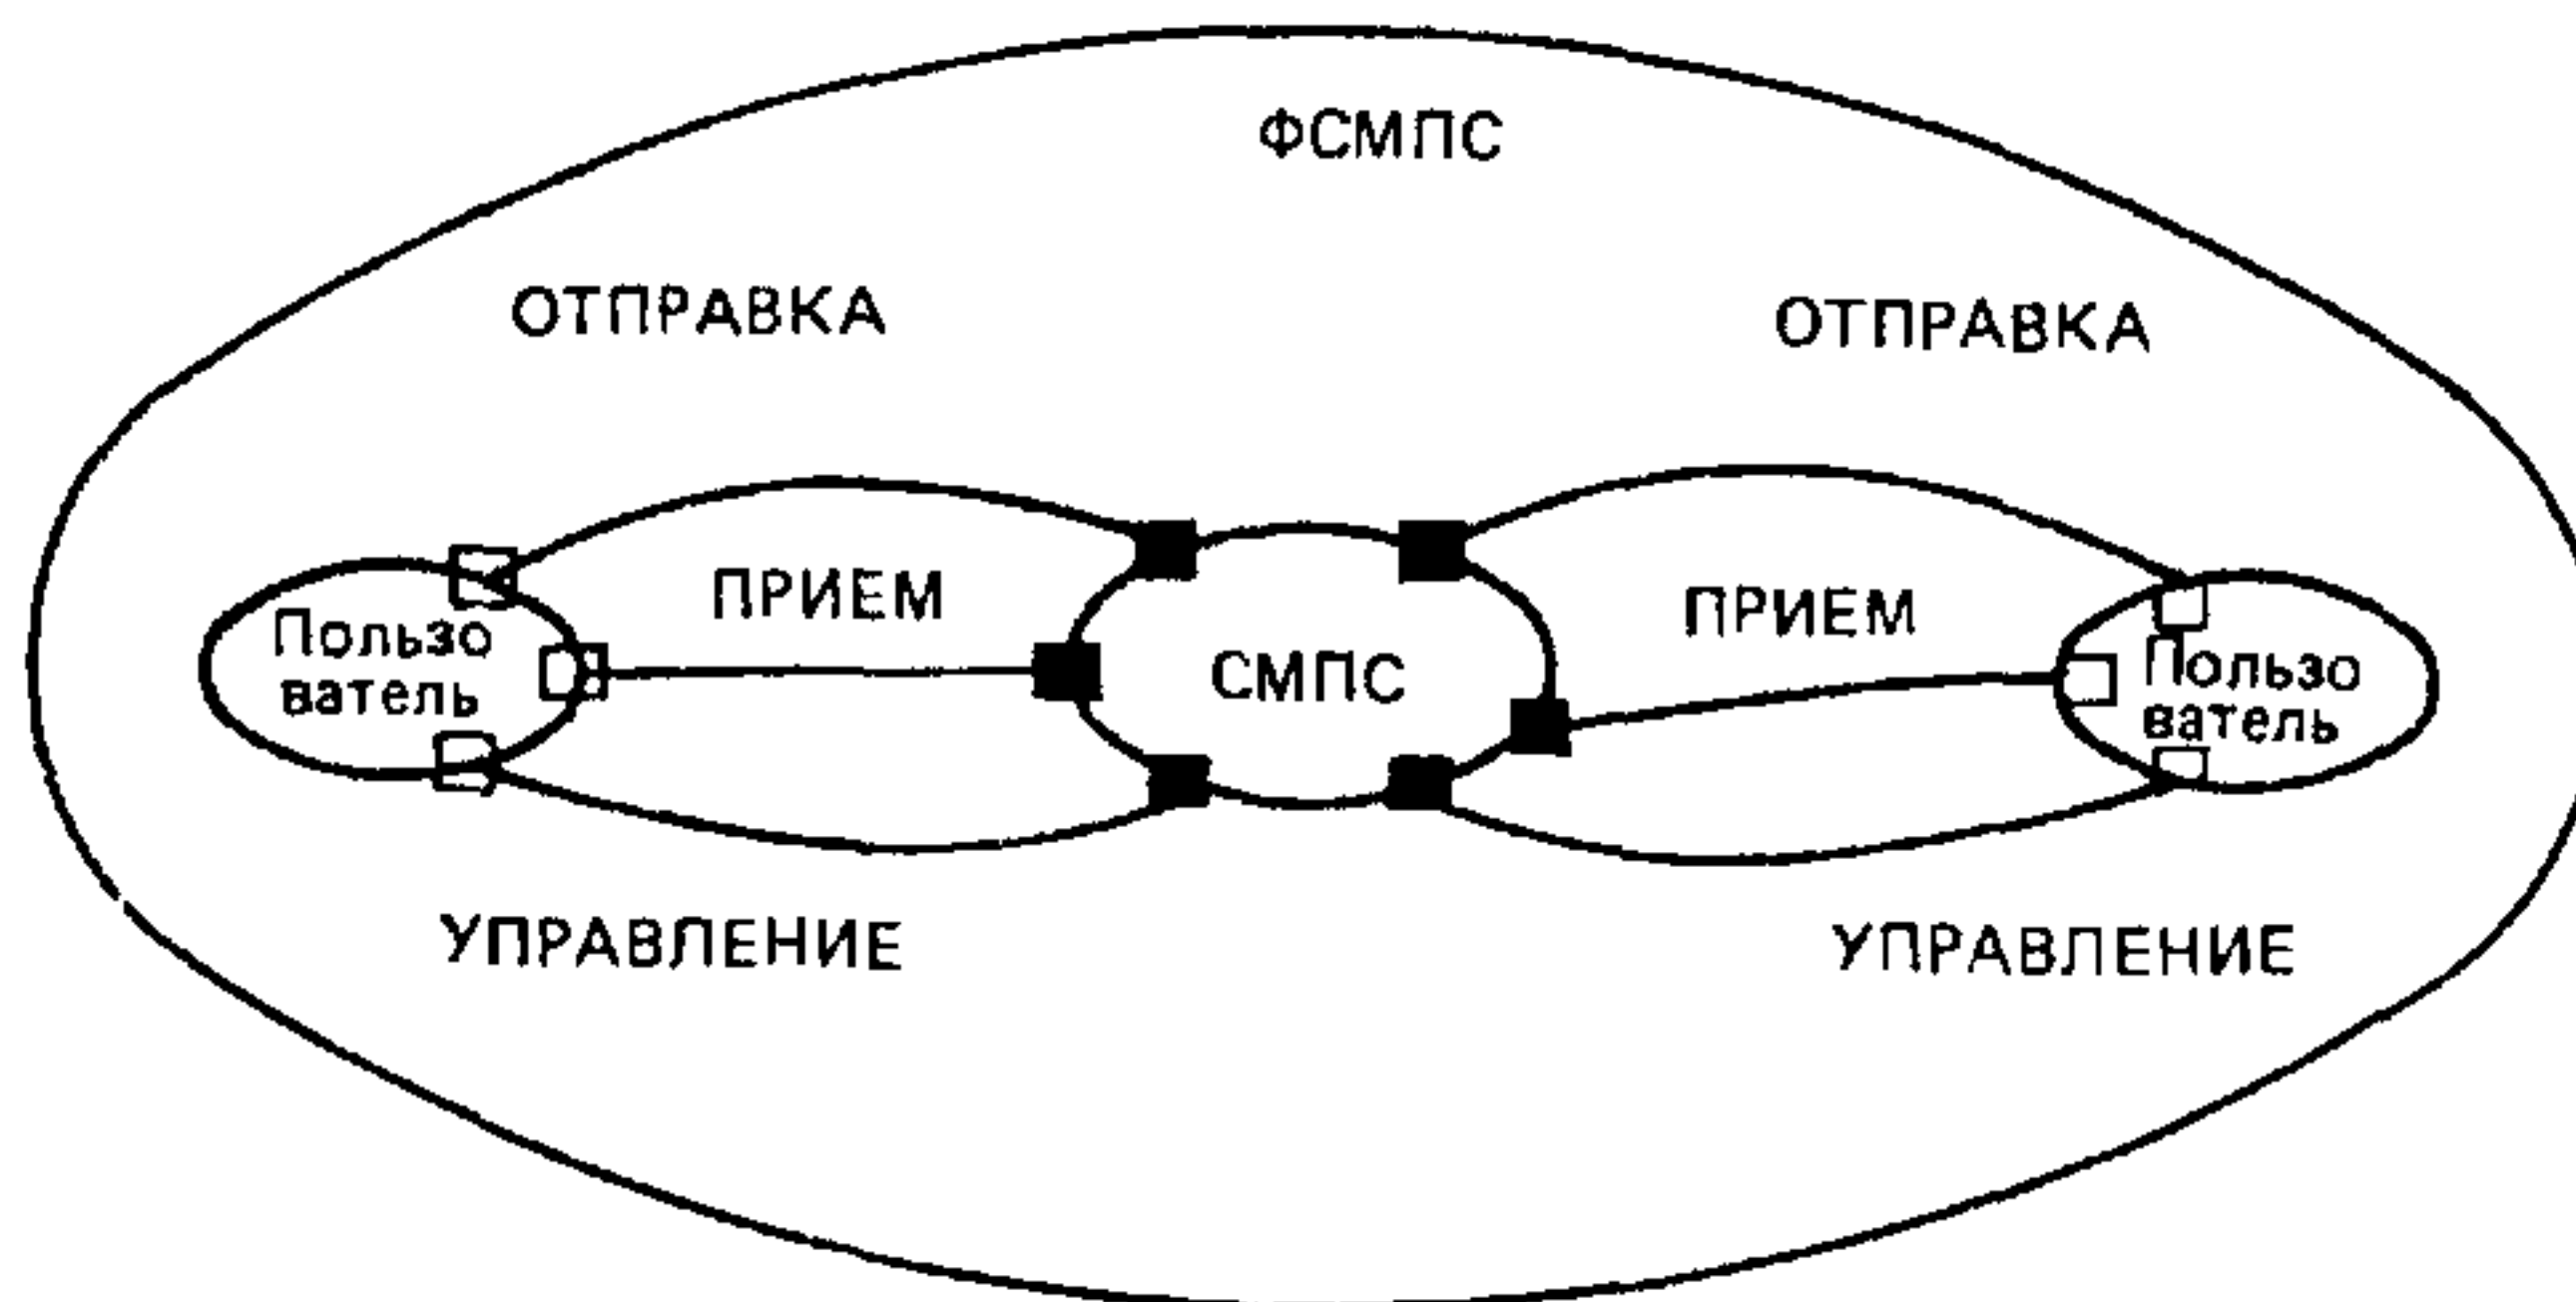 ФСМПС
ОТПРАВКА
ОТПРАВКА
ПРИЕМ
ПРИЕМ
Пользо
ватель
СМПС
Пользо
ватель
УПРАВЛЕНИЕ
УПРАВЛЕНИЕ